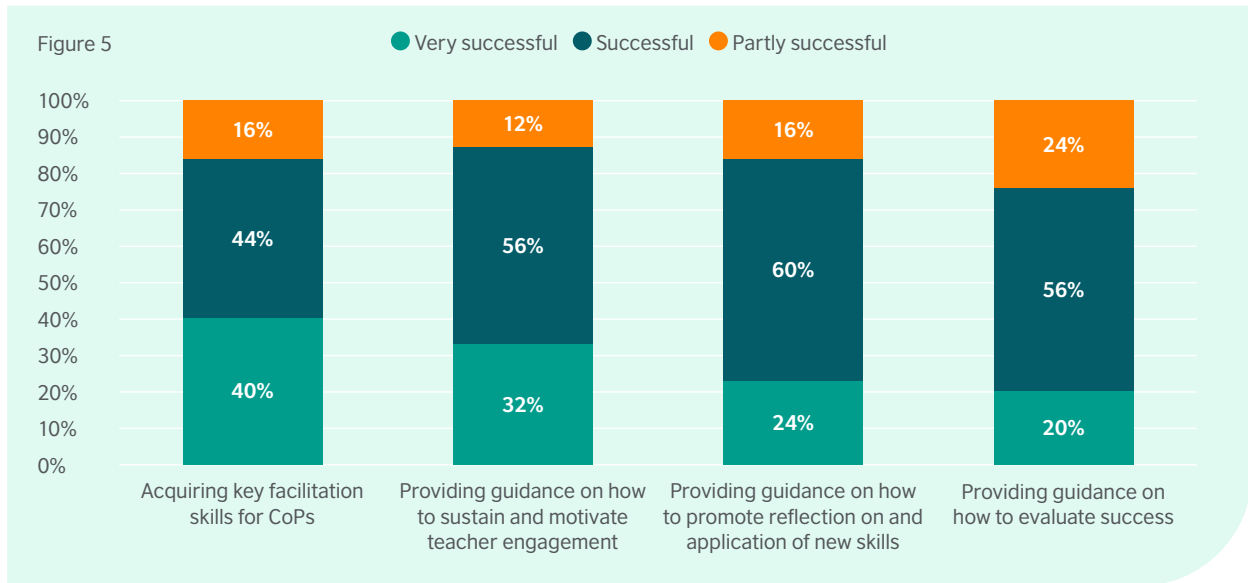 Figure 5
Very successful Successful Partly successful
100%
90%
80%
70%
60%
50%
40%
30%
20%
10%
0%
16%
44%
40%
12%
56%
32%
16%
60%
24%
24%
56%
20%
Acquiring key facilitation
skills for CoPs
Providing guidance on how
to sustain and motivate
teacher engagement
Providing guidance on how
to promote reflection on and
application of new skills
Providing guidance on
how to evaluate success